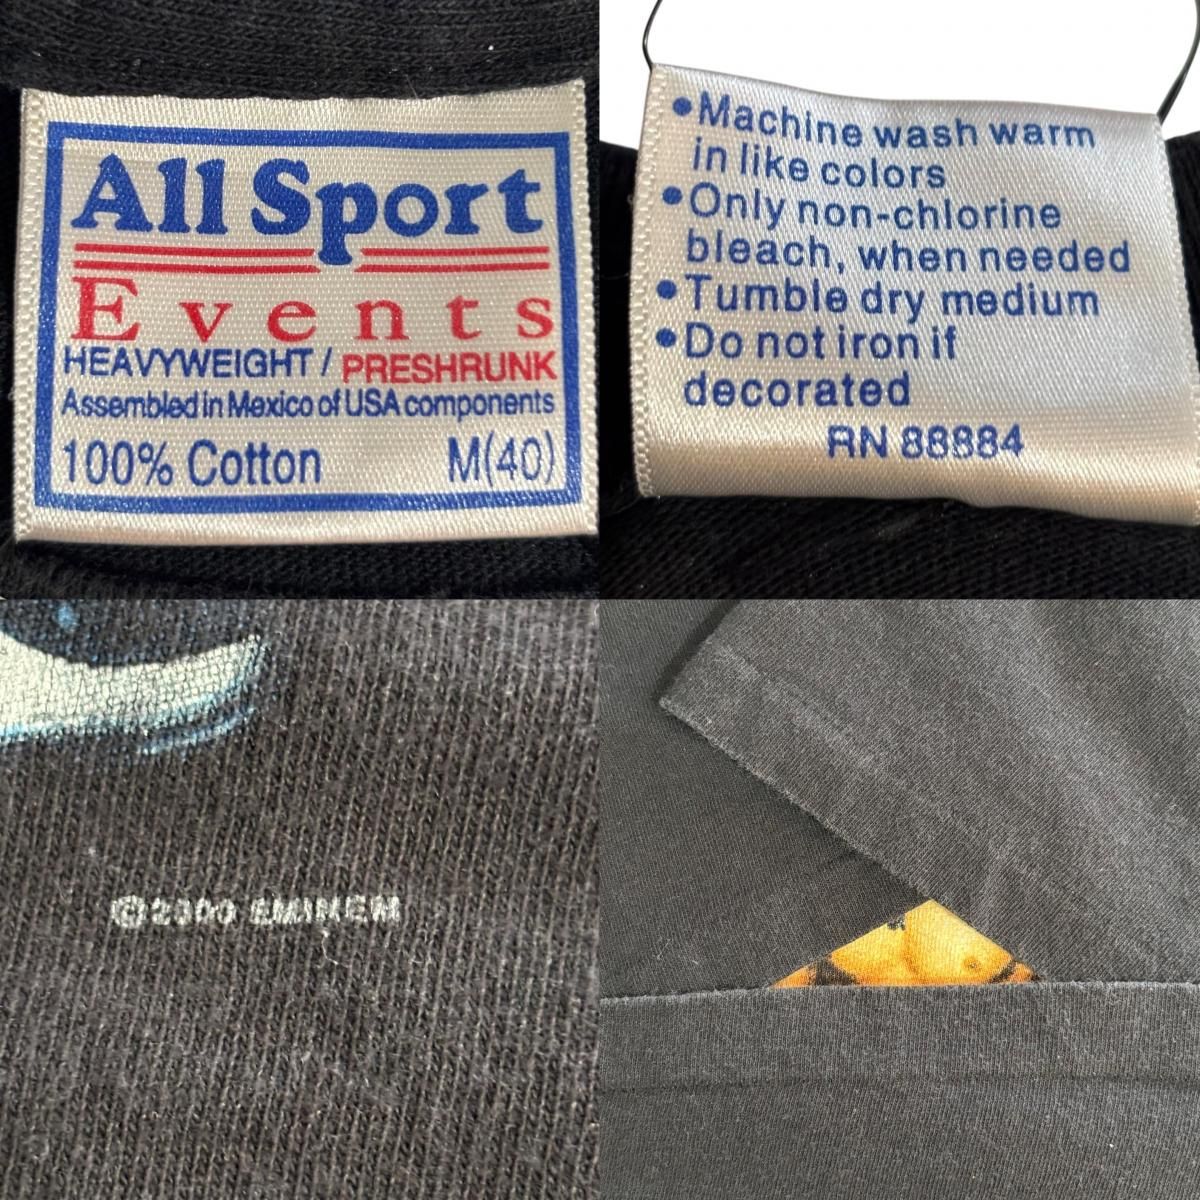 All Sport
Events
HEAVYWEIGHT / PRESHRUNK
Assembled in Mexico of USA components
100% Cotton M(40)
•Machine wash warm
in like colors
•Only non-chlorine
bleach, when needed
•Tumble dry medium
•Do not iron if
decorated
RN 88884
©2000 EMINEM